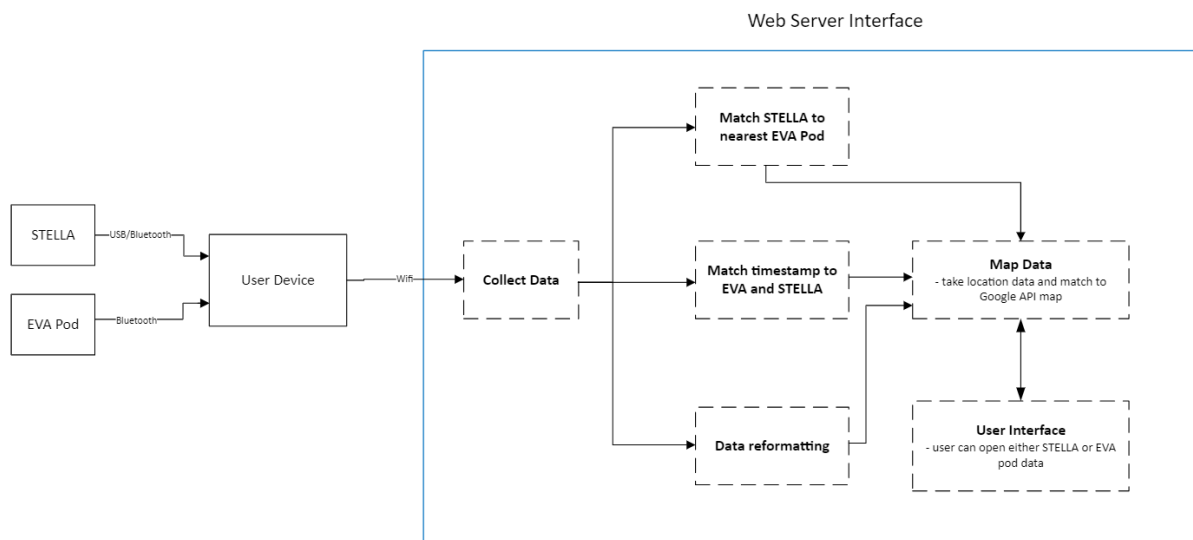 Web Server Interface
Match STELLA to
nearest EVA Pod
STELLA
USB/Bluetooth
User Device
Wifi
Collect Data
Match timestamp to
EVA and STELLA
Map Data
- take location data and match to
Google API map
EVA Pod
Bluetooth
Data reformatting
User Interface
- user can open either STELLA or EVA
pod data